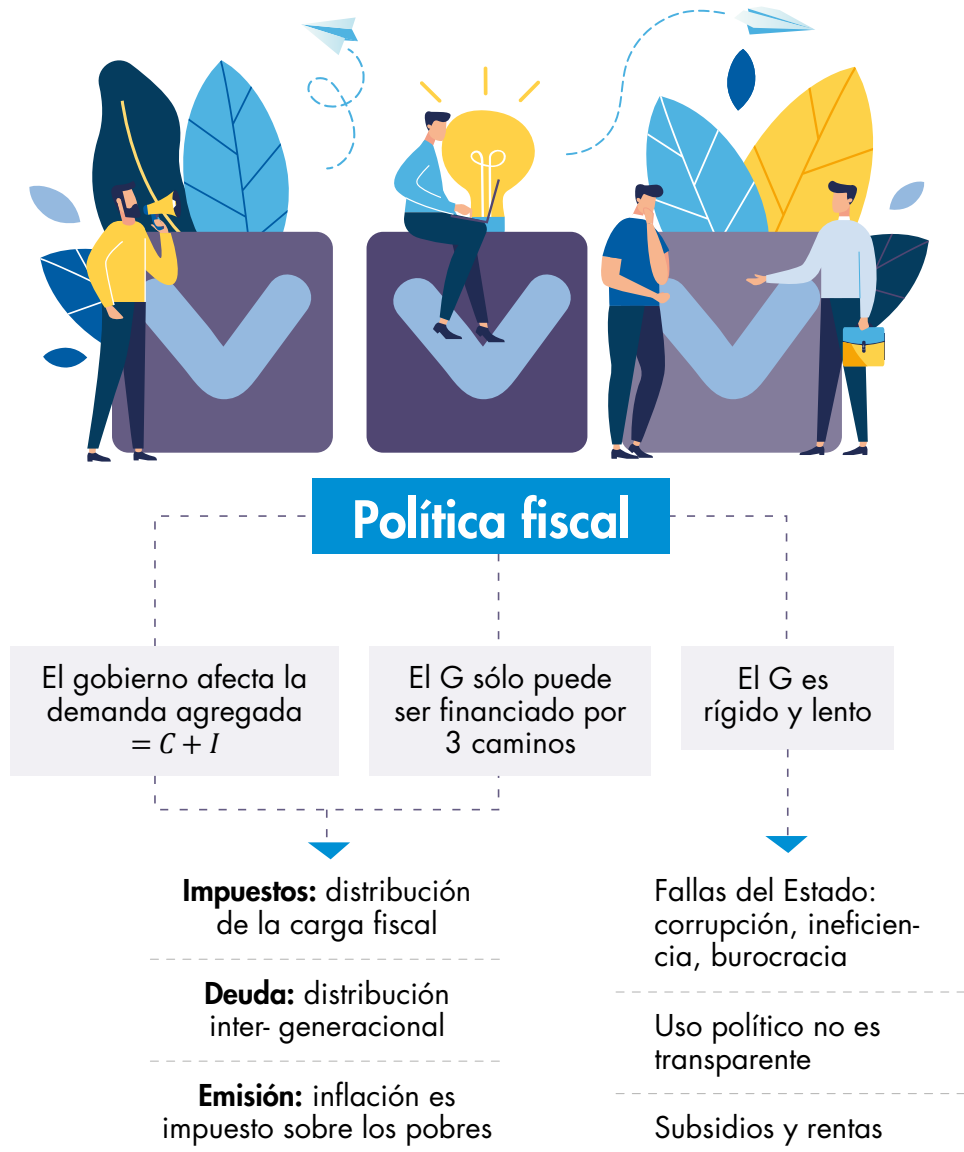 Política fiscal
El gobierno afecta la
demanda agregada
= C + I
El G sólo puede
ser financiado por
3 caminos
El G es
rígido y lento
Impuestos: distribución
de la carga fiscal
Deuda: distribución
inter- generacional
Emisión: inflación es
impuesto sobre los pobres
Fallas del Estado:
corrupción, ineficien-
cia, burocracia
Uso político no es
transparente
Subsidios y rentas